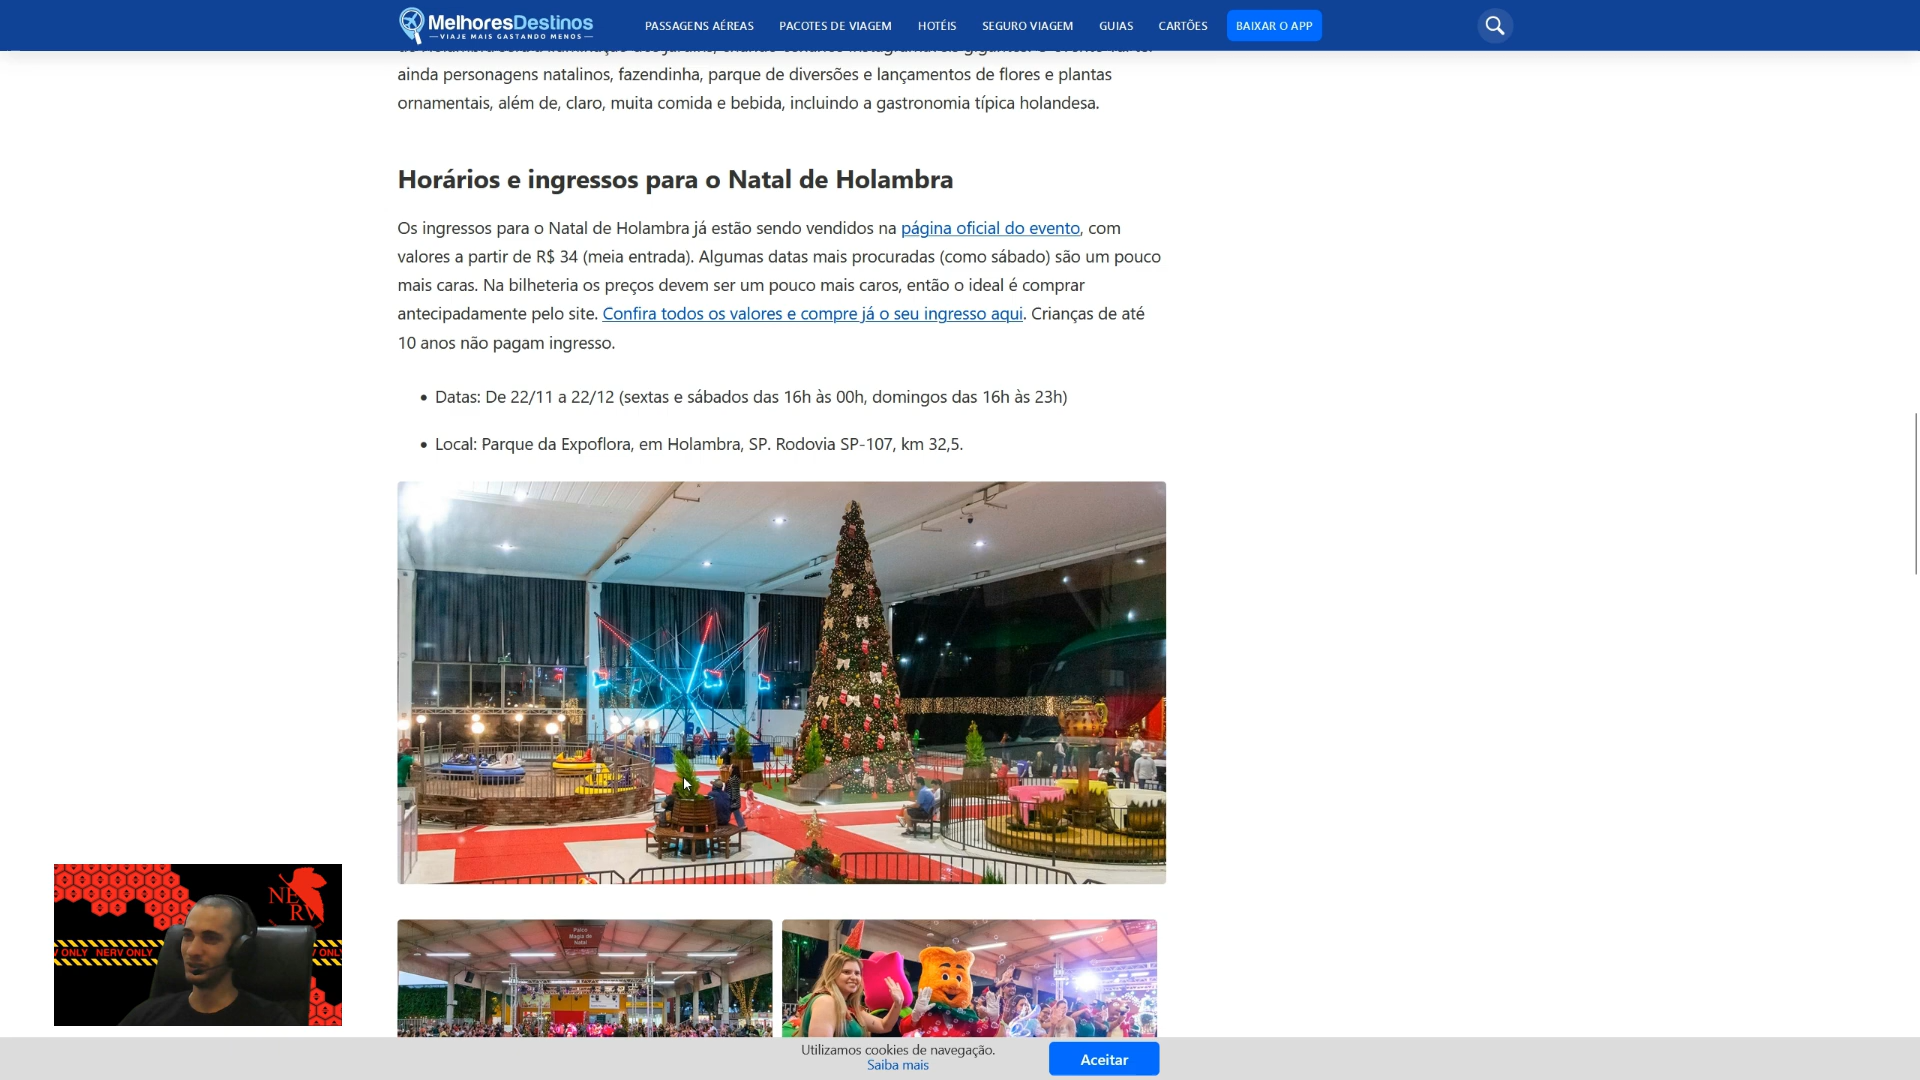 MelhoresDestinos
VIAJE MAIS GASTANDO MENOS
PASSAGENS AÉREAS
PACOTES DE VIAGEM
HOTÉIS
SEGURO VIAGEM
GUIAS
CARTÕES
BAIXAR O APP
ainda personagens natalinos, fazendinha, parque de diversões e lançamentos de flores e plantas
ornamentais, além de, claro, muita comida e bebida, incluindo a gastronomia típica holandesa.
Horários e ingressos para o Natal de Holambra
Os ingressos para o Natal de Holambra já estão sendo vendidos na página oficial do evento, com
valores a partir de R$ 34 (meia entrada). Algumas datas mais procuradas (como sábado) são um pouco
mais caras. Na bilheteria os preços devem ser um pouco mais caros, então o ideal é comprar
antecipadamente pelo site. Confira todos os valores e compre já o seu ingresso aqui. Crianças de até
10 anos não pagam ingresso.
• Datas: De 22/11 a 22/12 (sextas e sábados das 16h às 00h, domingos das 16h às 23h)
• Local: Parque da Expoflora, em Holambra, SP. Rodovia SP-107, km 32,5.
NERV
ONLY NERV ONLY
Palco
Magia de
Natal
Utilizamos cookies de navegação.
Saiba mais
Aceitar